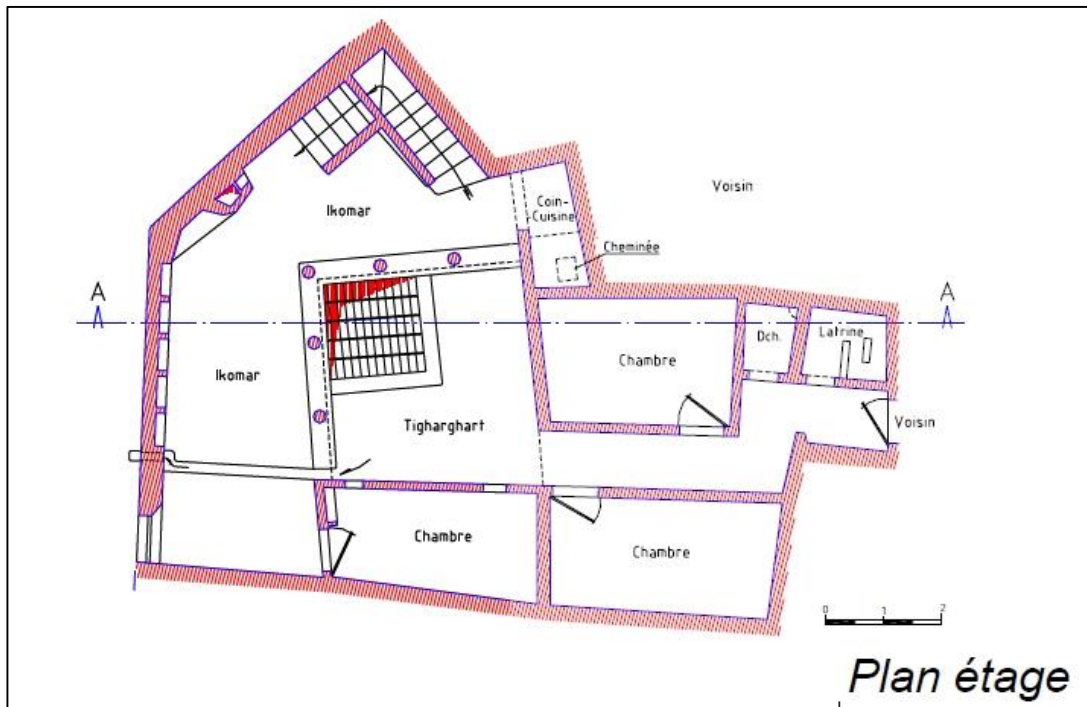 Voisin
Coin-
Cuisine
Ikomar
Cheminée
A
A
Dch.
Latrine
Chambre
Ikomar
Tigharghart
Voisin
Chambre
Chambre
0 1 2
Plan étage